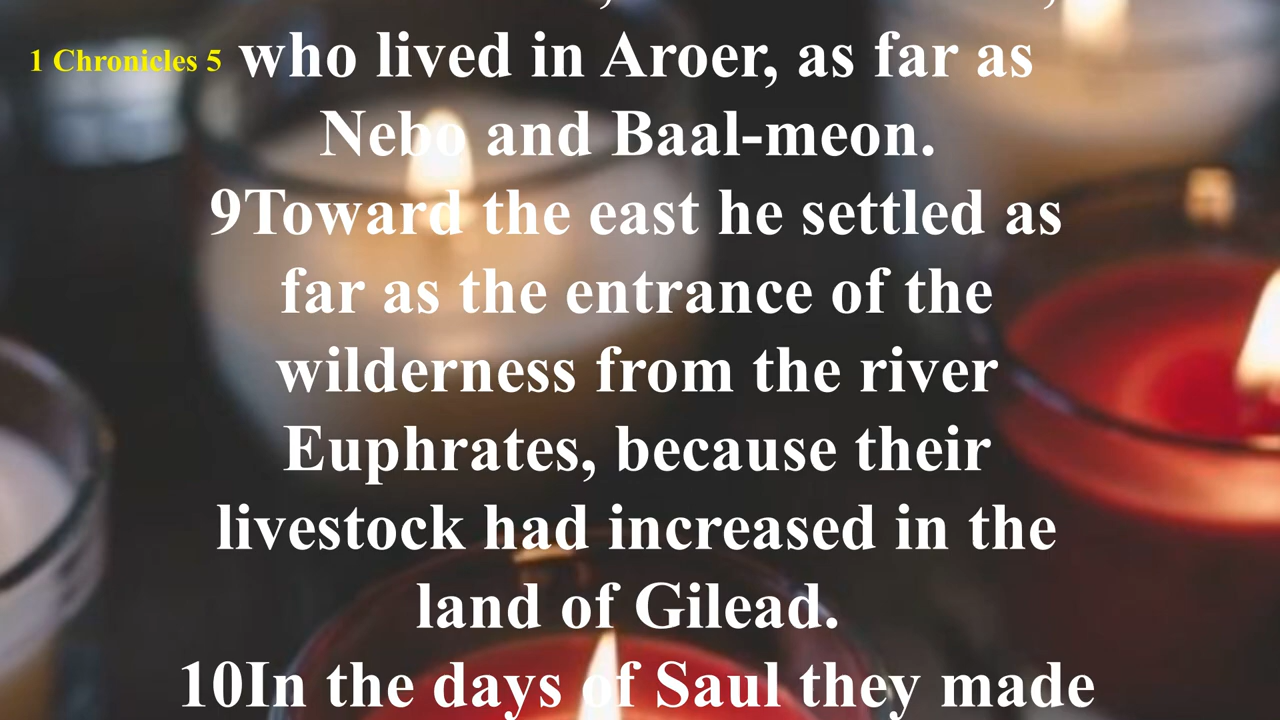 1 Chronicles 5
who lived in Aroer, as far as
Nebo and Baal-meon.
9Toward the east he settled as
far as the entrance of the
wilderness from the river
Euphrates, because their
livestock had increased in the
land of Gilead.
10In the days of Saul they made